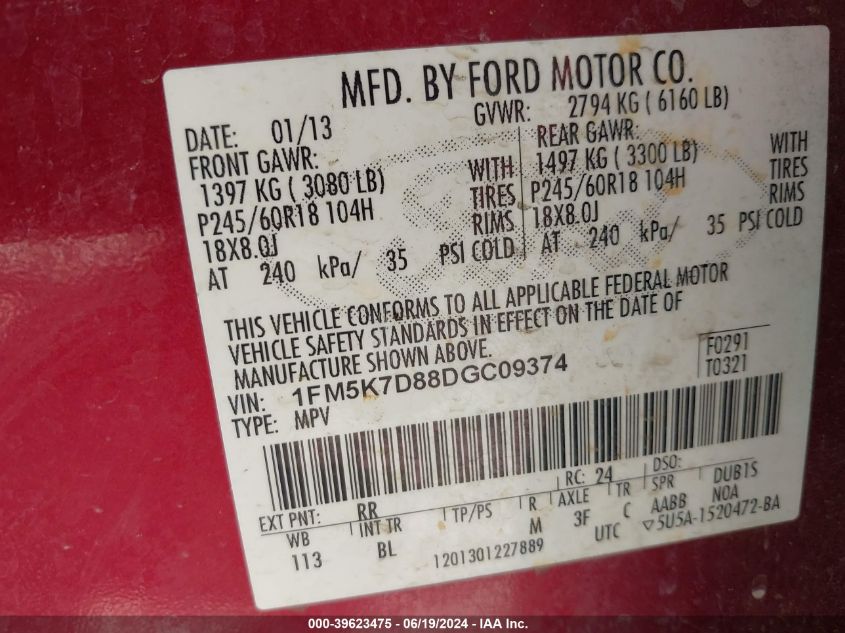 MFD. BY FORD MOTOR CO.
DATE: 01/13 GVWR: 2794 KG ( 6160 LB)
FRONT GAWR: REAR GAWR:
1397 KG ( 3080 LB) WITH 1497 KG ( 3300 LB) WITH
P245/60R18 104H TIRES P245/60R18 104H TIRES
18X8.0J RIMS 18X8.0J RIMS
AT 240 kPa/ 35 PSI COLD AT 240 kPa/ 35 PSI COLD
THIS VEHICLE CONFORMS TO ALL APPLICABLE FEDERAL MOTOR
VEHICLE SAFETY STANDARDS IN EFFECT ON THE DATE OF
MANUFACTURE SHOWN ABOVE.
F0291
VIN: 1FM5K7D88DGC09374
T0321
TYPE: MPV
EXT PNT: RR RC: 24 DSO:
WB INT TR TP/PS R AXLE TR SPR DUB1S
113 BL M 3F C AABB NOA
1201301227889 UTC ▽5U5A-1520472-BA
000-39623475 - 06/19/2024 - IAA Inc.